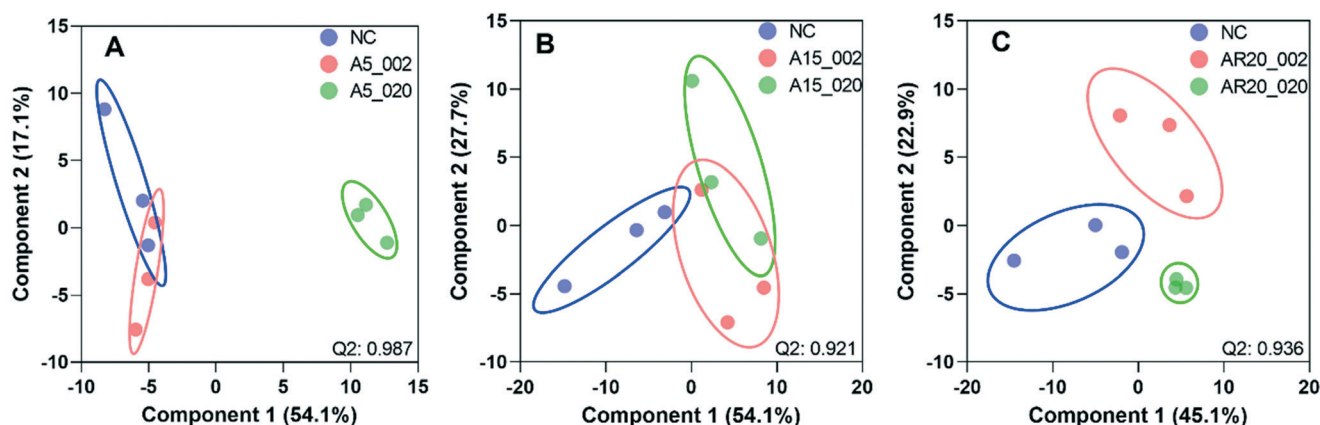 A
NC
A5_002
A5_020
15
10
5
0
-5
-10
-10
-5
0
5
10
15
Component 2 (17.1%)
Component 1 (54.1%)
Q2: 0.987
B
NC
A15_002
A15_020
15
10
5
0
-5
-10
-20
-10
0
10
20
Component 2 (27.7%)
Component 1 (54.1%)
Q2: 0.921
C
NC
AR20_002
AR20_020
15
10
5
0
-5
-10
-20
-10
0
10
20
Component 2 (22.9%)
Component 1 (45.1%)
Q2: 0.936